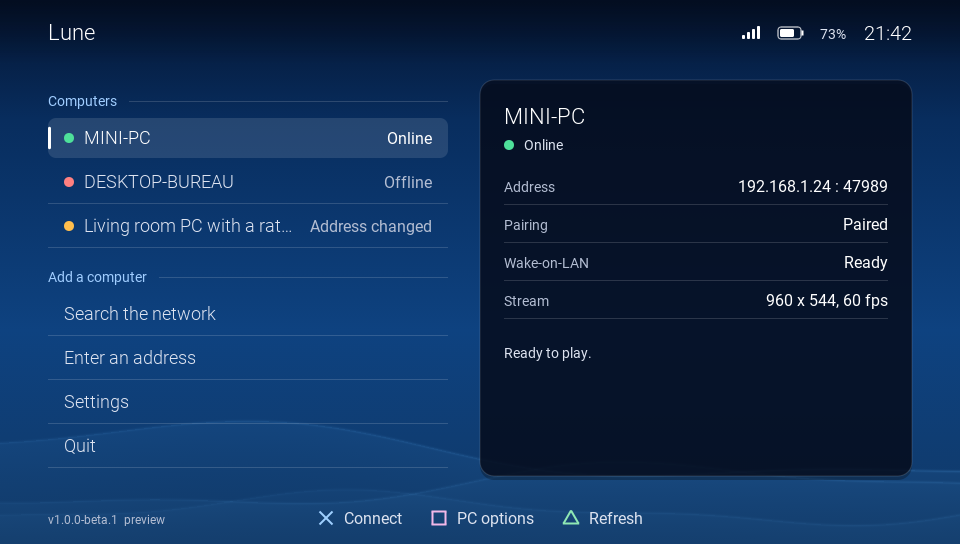 Lune
73% 21:42
Computers
MINI-PC Online
DESKTOP-BUREAU Offline
Living room PC with a rat... Address changed
Add a computer
Search the network
Enter an address
Settings
Quit
MINI-PC
Online
Address 192.168.1.24 : 47989
Pairing Paired
Wake-on-LAN Ready
Stream 960 x 544, 60 fps
Ready to play.
v1.0.0-beta.1 preview
Connect PC options Refresh